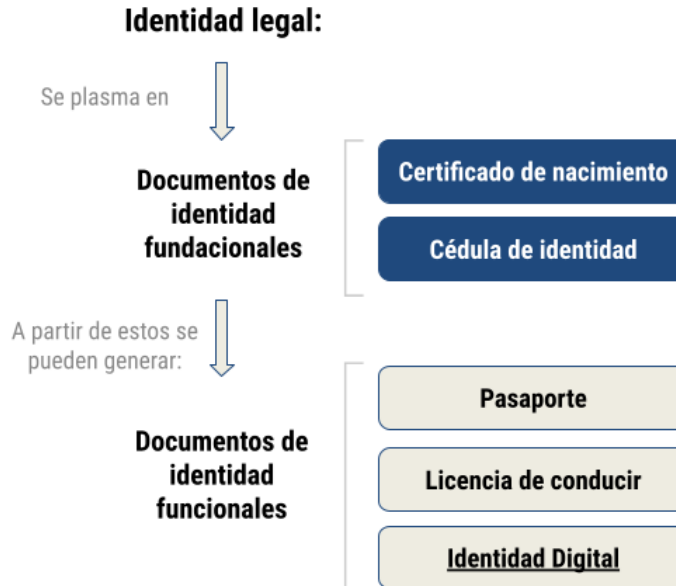 Identidad legal:
Se plasma en
Documentos de
identidad
fundacionales
Certificado de nacimiento
Cédula de identidad
A partir de estos se
pueden generar:
Documentos de
identidad
funcionales
Pasaporte
Licencia de conducir
Identidad Digital